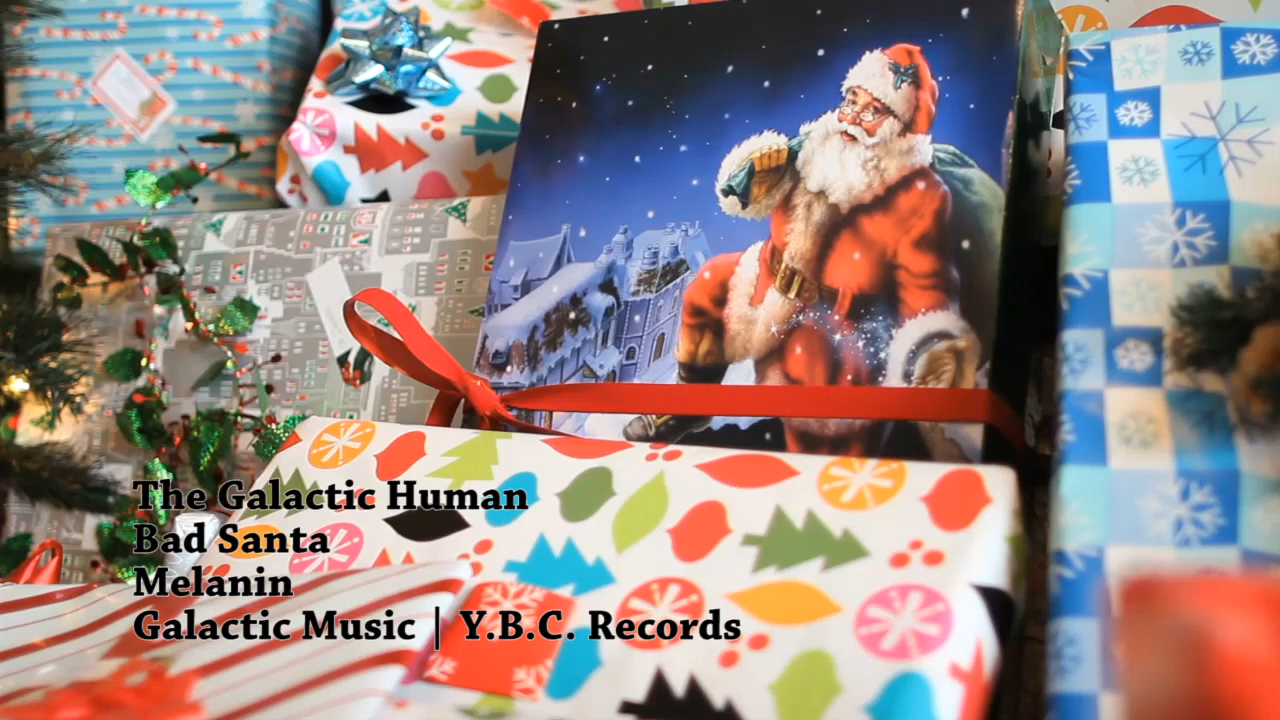 The Galactic Human
Bad Santa
Melanin
Galactic Music | Y.B.C. Records